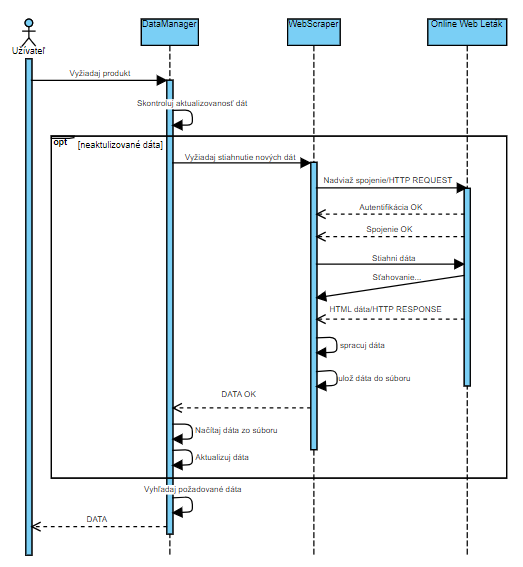 DataManager
WebScraper
Online Web Leták
Užívateľ
Vyžiadaj produkt
Skontroluj aktualizovanosť dát
opt
[neaktulizované dáta]
Vyžiadaj stiahnutie nových dát
Nadviaž spojenie/HTTP REQUEST
Autentifikácia OK
Spojenie OK
Stiahni dáta
Sťahovanie...
HTML dáta/HTTP RESPONSE
spracuj dáta
ulož dáta do súboru
DATA OK
Načítaj dáta zo súboru
Aktualizuj dáta
Vyhľadaj požadované dáta
DATA